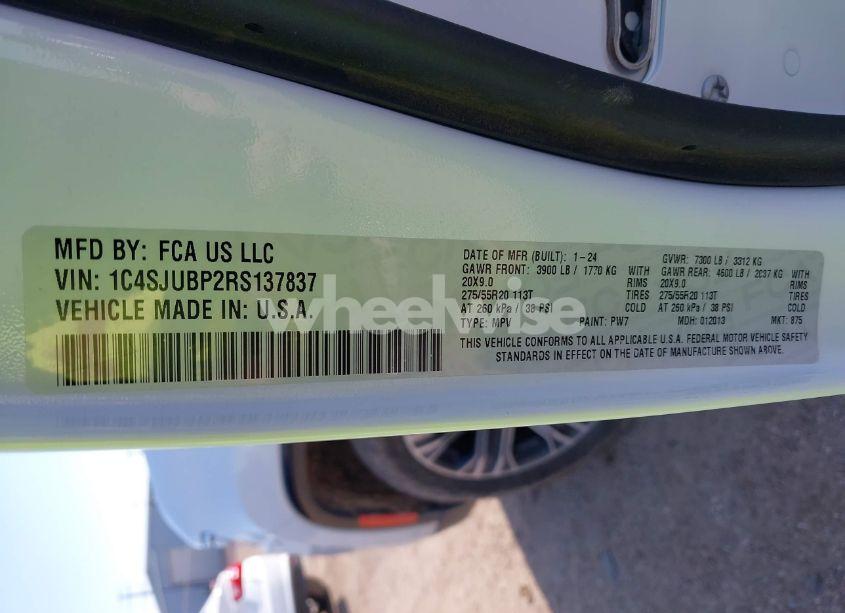 MFD BY: FCA US LLC
VIN: 1C4SJUBP2RS137837
VEHICLE MADE IN: U.S.A.
DATE OF MFR (BUILT): 1-24 GVWR: 7300 LB / 3312 KG
GAWR FRONT: 3900 LB / 1770 KG WITH GAWR REAR: 4600 LB / 2087 KG WITH
20X9.0 RIMS 20X9.0 RIMS
275/55R20 113T TIRES 275/55R20 113T TIRES
AT 260 kPa / 38 PSI COLD AT 260 kPa / 38 PSI COLD
TYPE: MPV PAINT: PW7 MDH: 012013 MKT: 875
THIS VEHICLE CONFORMS TO ALL APPLICABLE U.S.A. FEDERAL MOTOR VEHICLE SAFETY
STANDARDS IN EFFECT ON THE DATE OF MANUFACTURE SHOWN ABOVE.
wheelwise